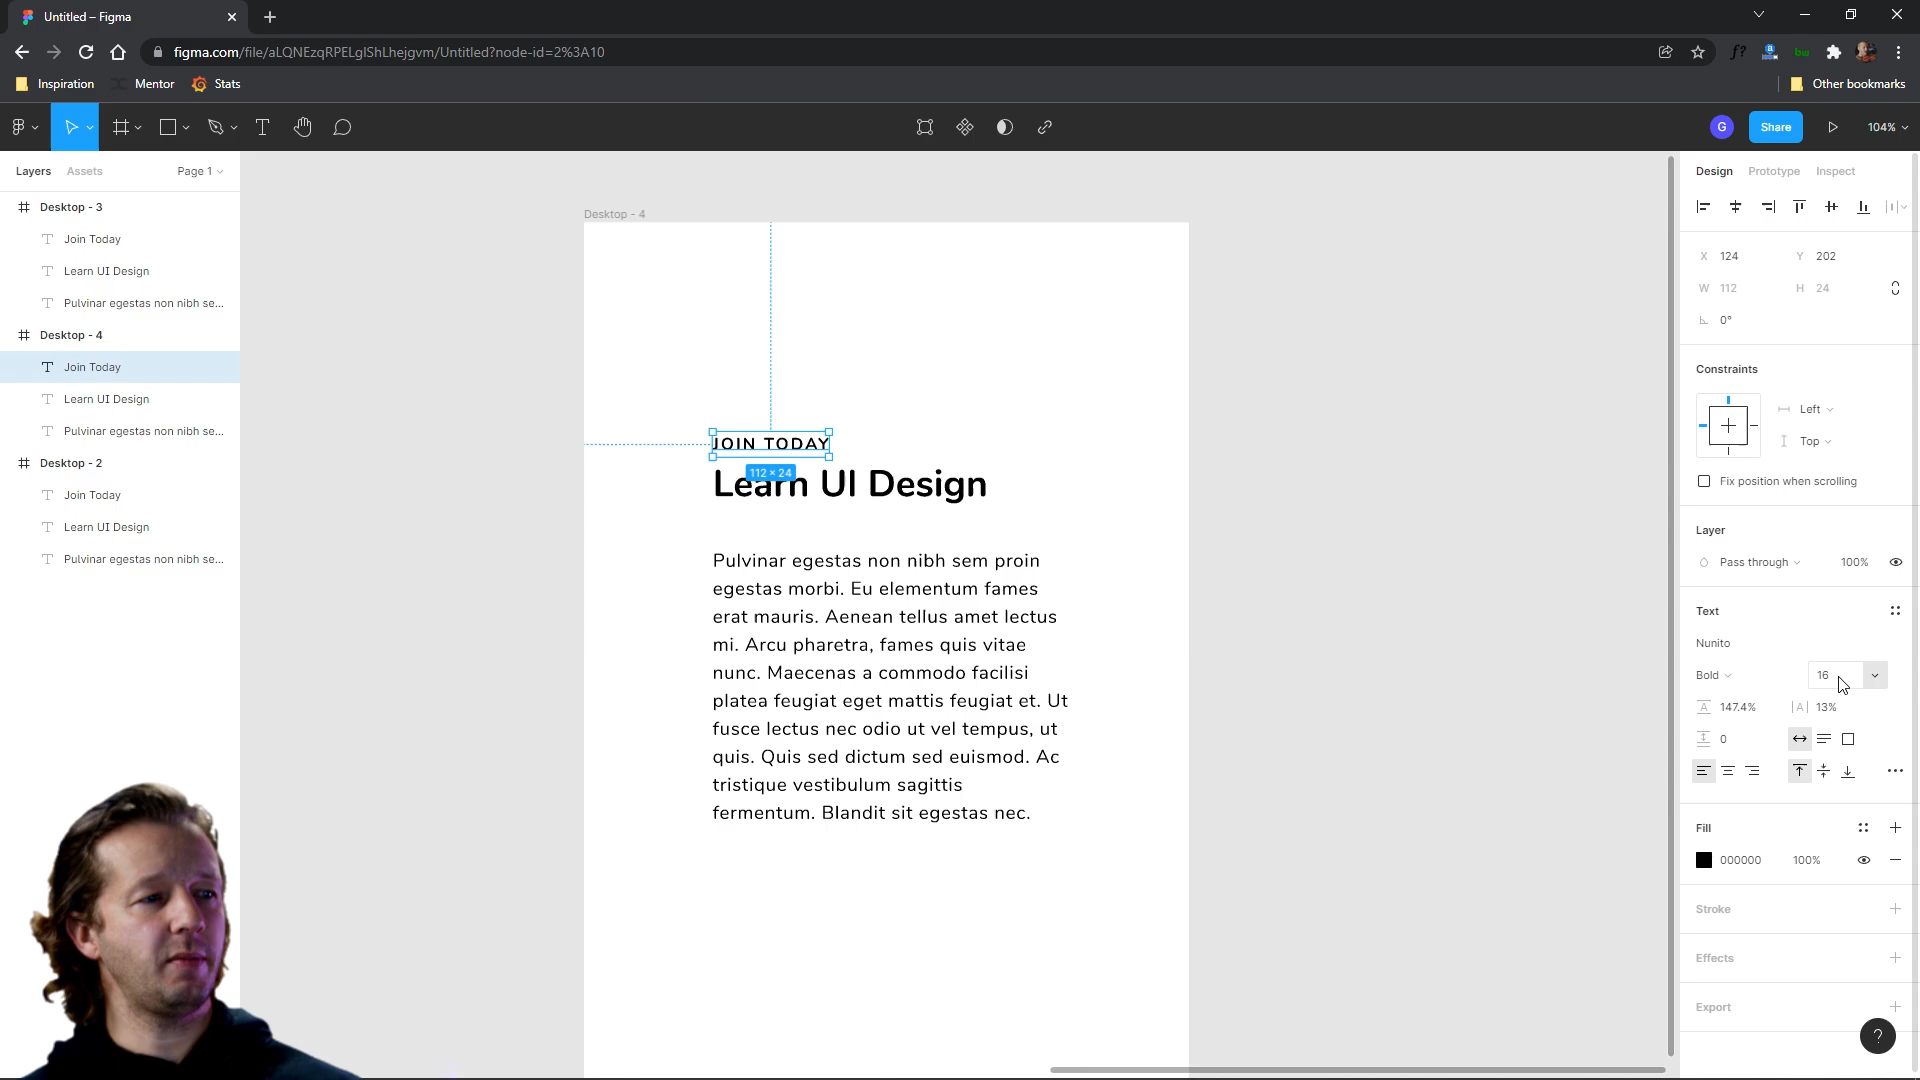 Untitled – Figma
figma.com/file/aLQNEzqRPELglShLhejgvm/Untitled?node-id=2%3A10
f?
bw
Inspiration
Mentor
Stats
Other bookmarks
G
Share
104%
Layers
Assets
Page 1
Desktop - 3
Join Today
Learn UI Design
Pulvinar egestas non nibh se...
Desktop - 4
Join Today
Learn UI Design
Pulvinar egestas non nibh se...
Desktop - 2
Join Today
Learn UI Design
Pulvinar egestas non nibh se...
Desktop - 4
JOIN TODAY
112 × 24
Learn UI Design
Pulvinar egestas non nibh sem proin
egestas morbi. Eu elementum fames
erat mauris. Aenean tellus amet lectus
mi. Arcu pharetra, fames quis vitae
nunc. Maecenas a commodo facilisi
platea feugiat eget mattis feugiat et. Ut
fusce lectus nec odio ut vel tempus, ut
quis. Quis sed dictum sed euismod. Ac
tristique vestibulum sagittis
fermentum. Blandit sit egestas nec.
Design
Prototype
Inspect
X 124
Y 202
W 112
H 24
0°
Constraints
Left
Top
Fix position when scrolling
Layer
Pass through
100%
Text
Nunito
Bold
16
A 147.4%
|A| 13%
0
Fill
000000
100%
Stroke
Effects
Export
?